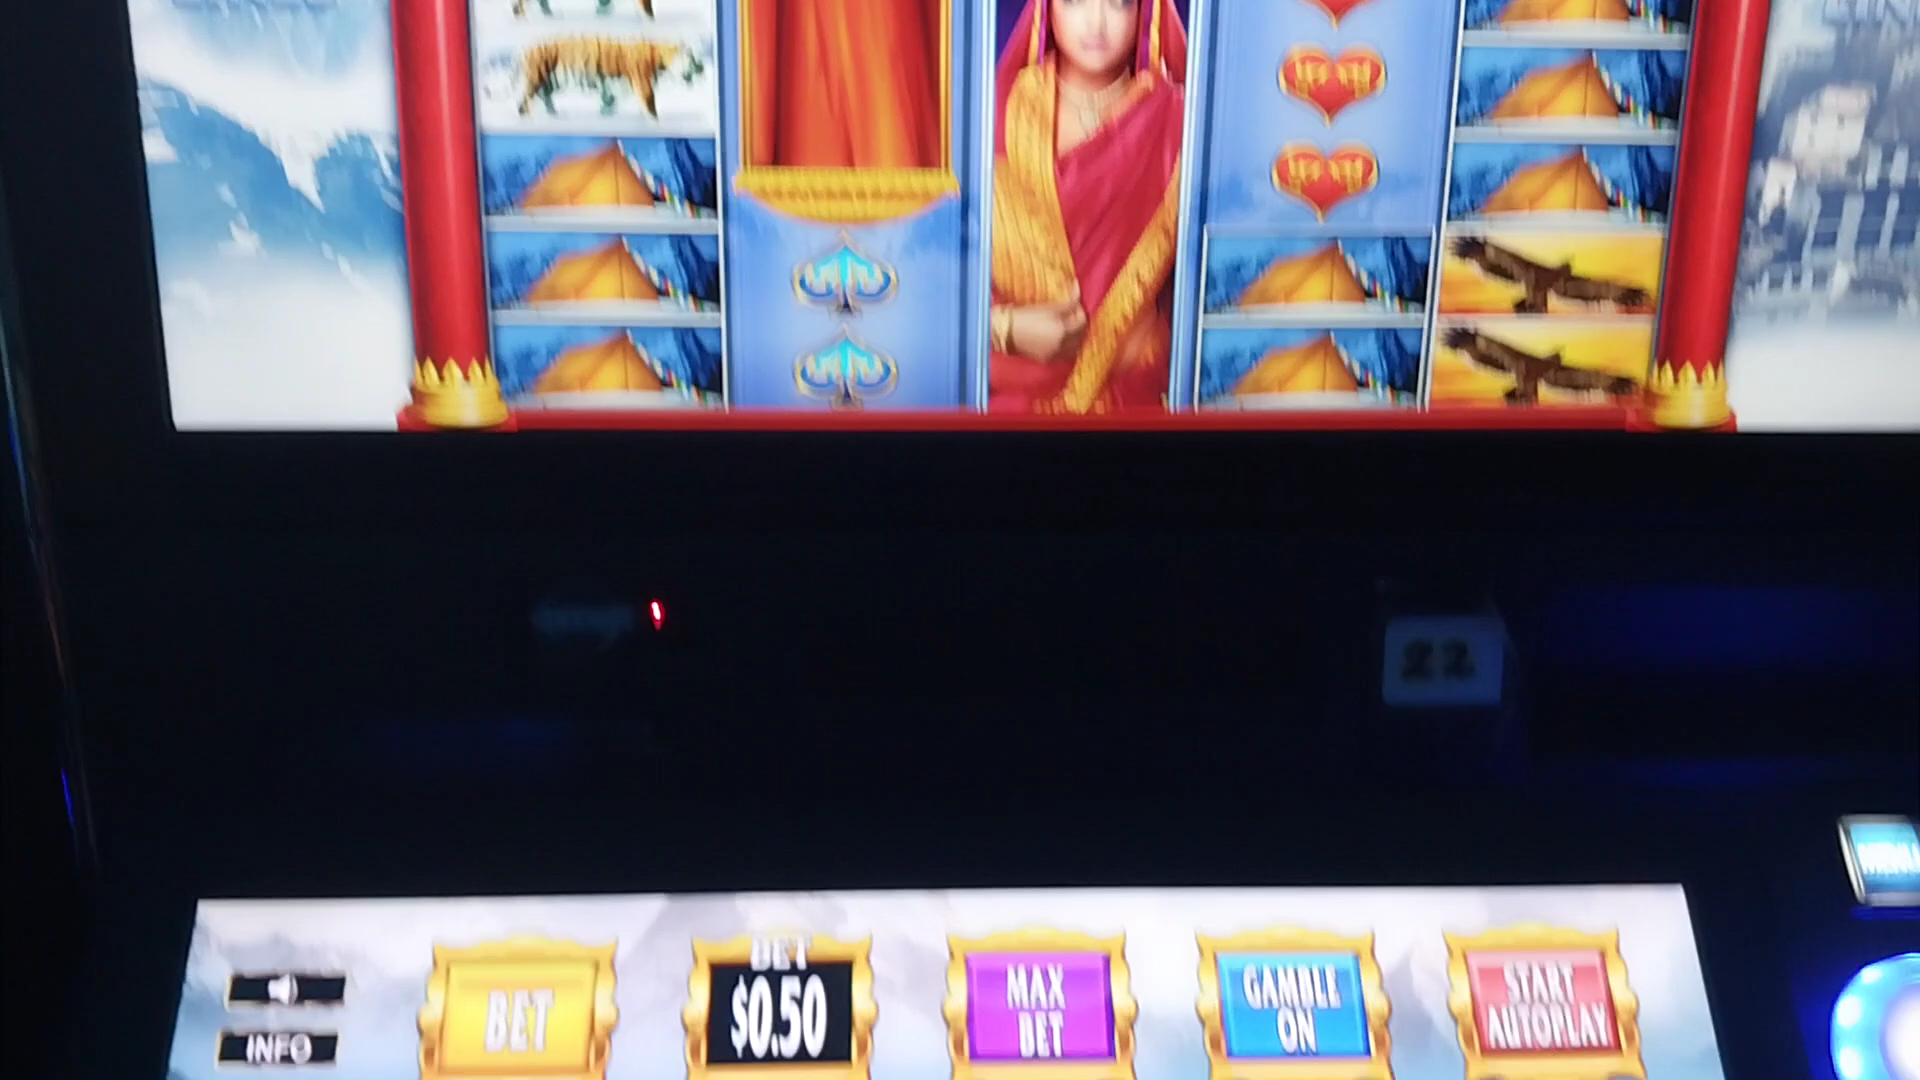 22
BET
BET
$0.50
MAX
BET
GAMBLE
ON
START
AUTOPLAY
INFO